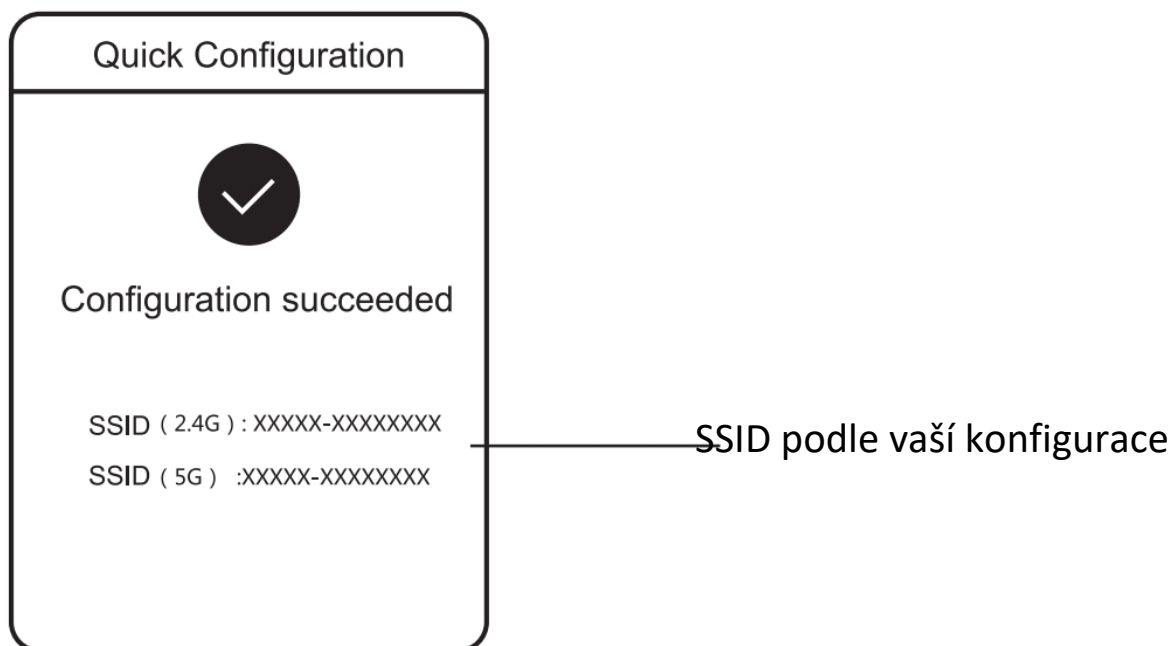 Quick Configuration
Configuration succeeded
SSID ( 2.4G ) : XXXXX-XXXXXXXX
SSID podle vaší konfigurace
SSID ( 5G ) :XXXXX-XXXXXXXX